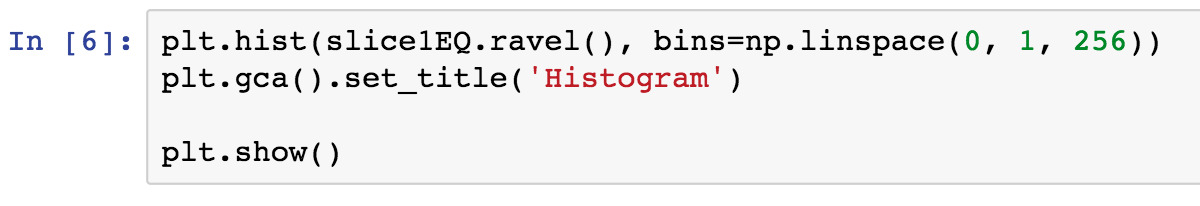 In [6]: plt.hist(slice1EQ.ravel(), bins=np.linspace(0, 1, 256))
plt.gca().set_title('Histogram')
plt.show()